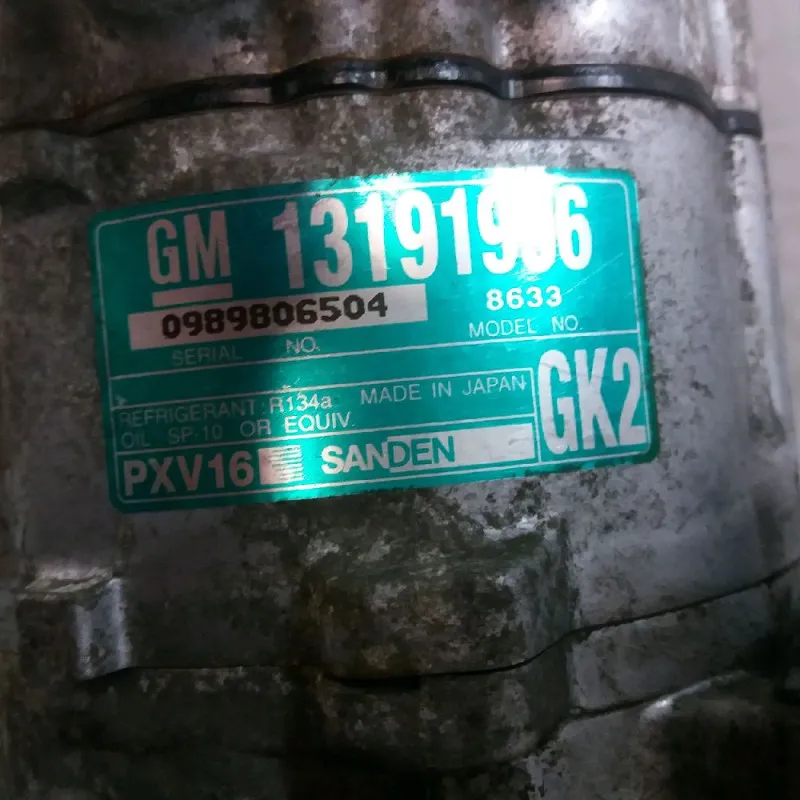 GM 13191996
0989806504 8633
SERIAL NO. MODEL NO.
REFRIGERANT: R134a MADE IN JAPAN
OIL SP-10 OR EQUIV. GK2
PXV16 SANDEN